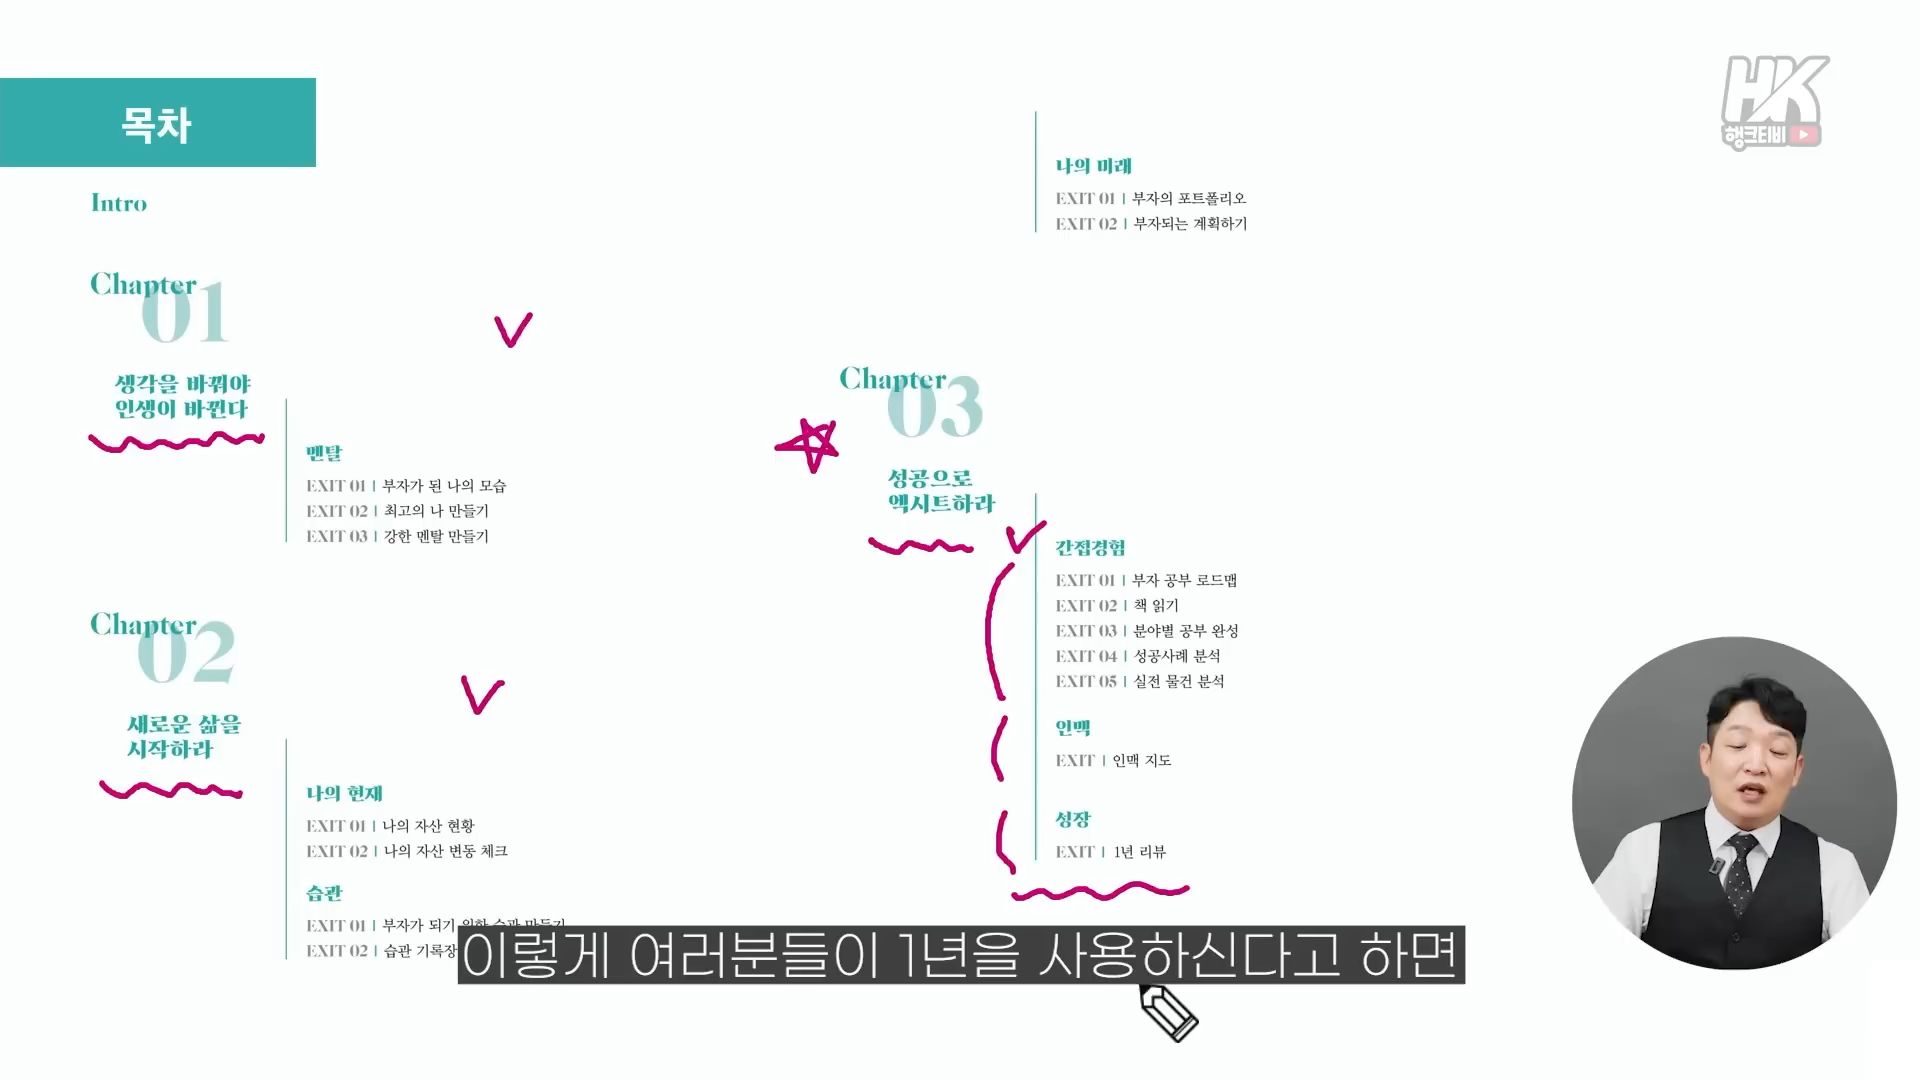 목차
Intro
Chapter
01
생각을 바꿔야
인생이 바뀐다
멘탈
EXIT 01 | 부자가 된 나의 모습
EXIT 02 | 최고의 나 만들기
EXIT 03 | 강한 멘탈 만들기
Chapter
02
새로운 삶을
시작하라
나의 현재
EXIT 01 | 나의 자산 현황
EXIT 02 | 나의 자산 변동 체크
습관
EXIT 01 | 부자가 되기 위한 습관 만들기
EXIT 02 | 습관 기록장
나의 미래
EXIT 01 | 부자의 포트폴리오
EXIT 02 | 부자되는 계획하기
Chapter
03
성공으로
엑시트하라
간접경험
EXIT 01 | 부자 공부 로드맵
EXIT 02 | 책 읽기
EXIT 03 | 분야별 공부 완성
EXIT 04 | 성공사례 분석
EXIT 05 | 실전 물건 분석
인맥
EXIT | 인맥 지도
성장
EXIT | 1년 리뷰
HK
행크티비
이렇게 여러분들이 1년을 사용하신다고 하면